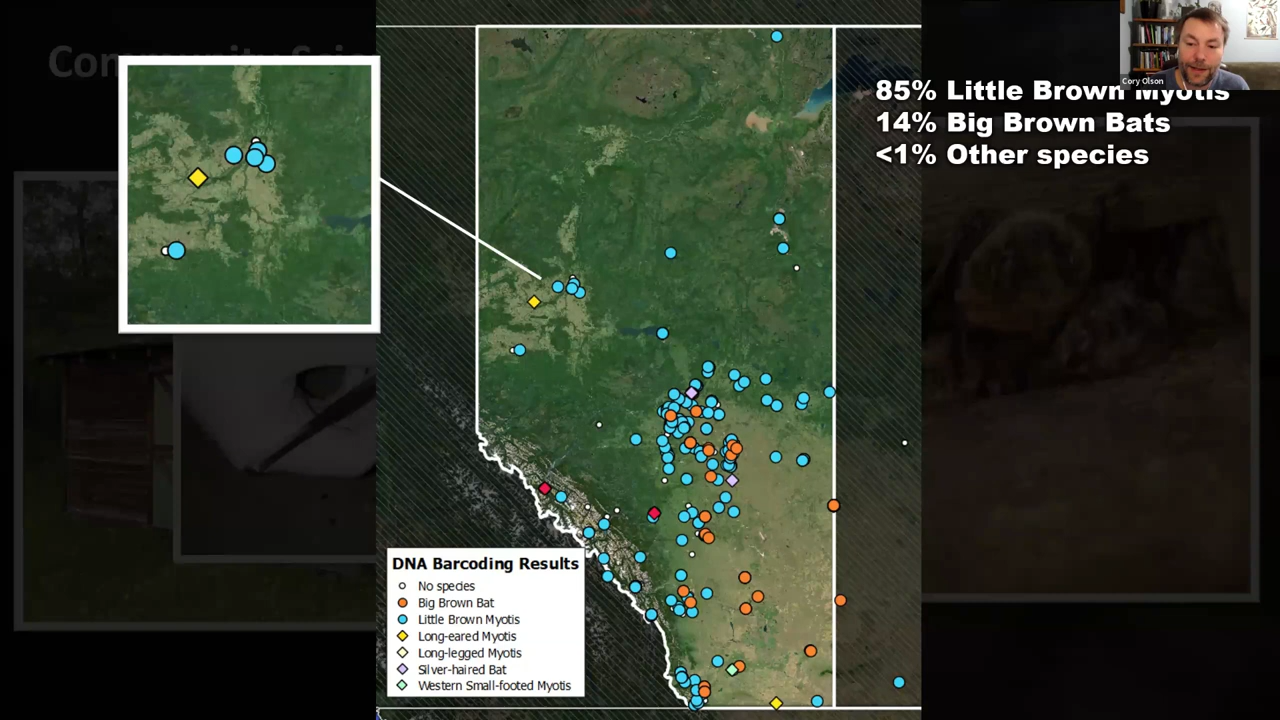 Cory Olson
85% Little Brown Myotis
14% Big Brown Bats
<1% Other species
DNA Barcoding Results
No species
Big Brown Bat
Little Brown Myotis
Long-eared Myotis
Long-legged Myotis
Silver-haired Bat
Western Small-footed Myotis